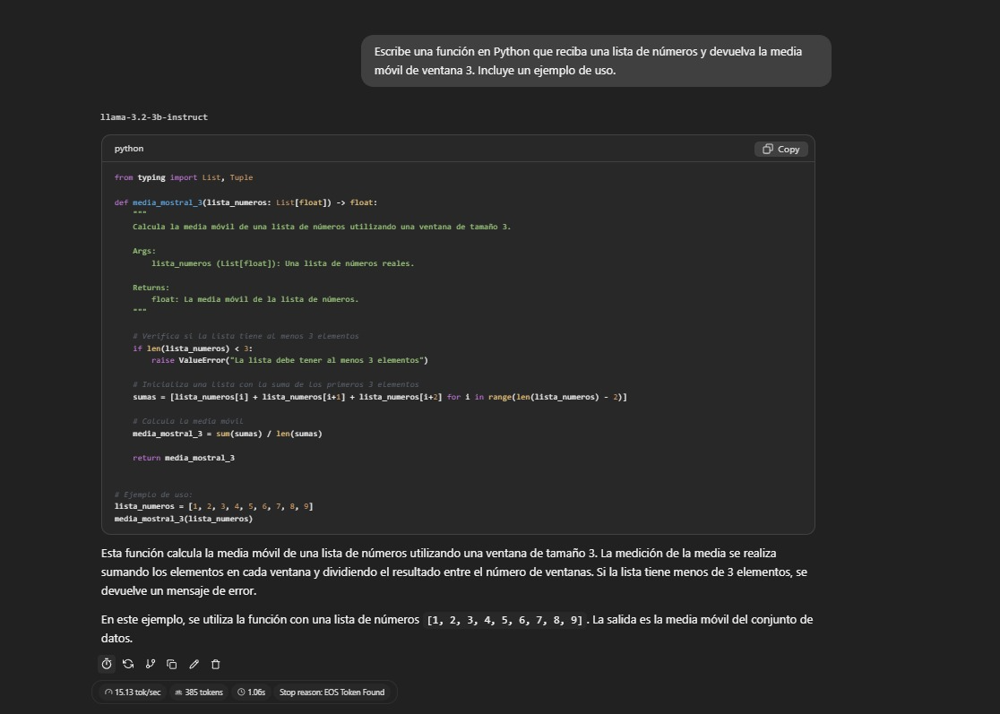 Escribe una función en Python que reciba una lista de números y devuelva la media
móvil de ventana 3. Incluye un ejemplo de uso.
llama-3.2-3b-instruct
python
Copy
from typing import List, Tuple
def media_mostral_3(lista_numeros: List[float]) -> float:
"""
Calcula la media móvil de una lista de números utilizando una ventana de tamaño 3.
Args:
lista_numeros (List[float]): Una lista de números reales.
Returns:
float: La media móvil de la lista de números.
"""
# Verifica si la lista tiene al menos 3 elementos
if len(lista_numeros) < 3:
raise ValueError("La lista debe tener al menos 3 elementos")
# Inicializa una lista con la suma de los primeros 3 elementos
sumas = [lista_numeros[i] + lista_numeros[i+1] + lista_numeros[i+2] for i in range(len(lista_numeros) - 2)]
# Calcula la media móvil
media_mostral_3 = sum(sumas) / len(sumas)
return media_mostral_3
# Ejemplo de uso:
lista_numeros = [1, 2, 3, 4, 5, 6, 7, 8, 9]
media_mostral_3(lista_numeros)
Esta función calcula la media móvil de una lista de números utilizando una ventana de tamaño 3. La medición de la media se realiza
sumando los elementos en cada ventana y dividiendo el resultado entre el número de ventanas. Si la lista tiene menos de 3 elementos, se
devuelve un mensaje de error.
En este ejemplo, se utiliza la función con una lista de números [1, 2, 3, 4, 5, 6, 7, 8, 9]. La salida es la media móvil del conjunto de
datos.
15.13 tok/sec 385 tokens 1.06s Stop reason: EOS Token Found